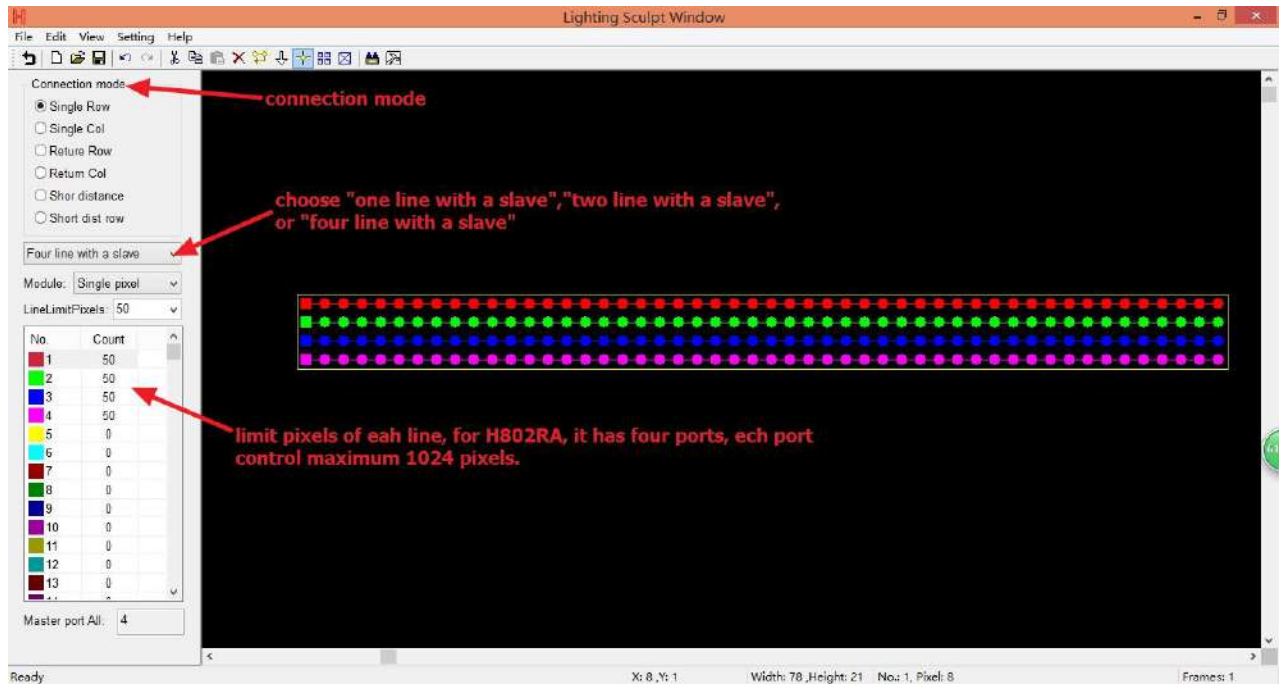 Lighting Sculpt Window
File Edit View Setting Help
Connection mode
connection mode
Single Row
Single Col
Reture Row
Return Col
Shor distance
Short dist row
choose "one line with a slave","two line with a slave",
or "four line with a slave"
Four line with a slave
Module: Single pixel
LineLimitPixels: 50
No. Count
1 50
2 50
3 50
4 50
5 0
6 0
7 0
8 0
9 0
10 0
11 0
12 0
13 0
limit pixels of eah line, for H802RA, it has four ports, ech port
control maximum 1024 pixels.
Master port All: 4
Ready X: 8 ,Y: 1 Width: 78 ,Height: 21 No.: 1, Pixel: 8 Frames: 1